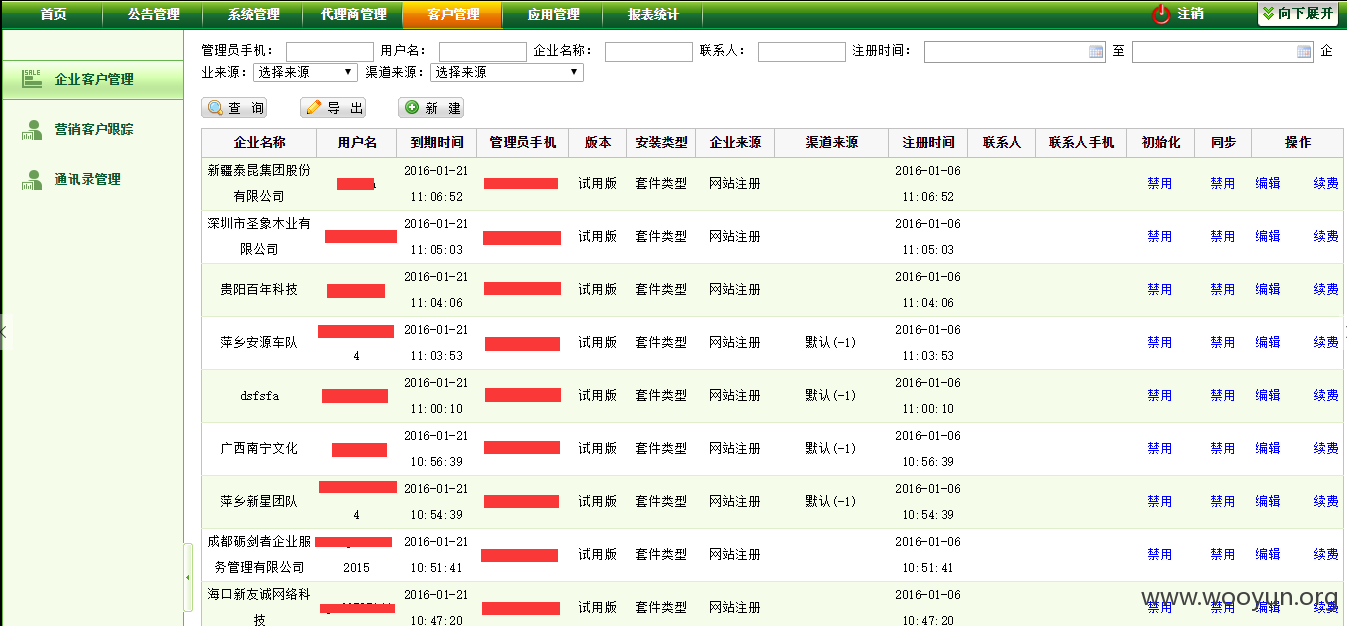 首页 公告管理 系统管理 代理商管理 客户管理 应用管理 报表统计 注销 向下展开
企业客户管理
营销客户跟踪
通讯录管理
管理员手机： 用户名： 企业名称： 联系人： 注册时间： 至 企
业来源： 选择来源 渠道来源： 选择来源
查 询 导 出 新 建
企业名称 用户名 到期时间 管理员手机 版本 安装类型 企业来源 渠道来源 注册时间 联系人 联系人手机 初始化 同步 操作
新疆泰昆集团股份 2016-01-21 试用版 套件类型 网站注册 2016-01-06 禁用 禁用 编辑 续费
有限公司 11:06:52 11:06:52
深圳市圣象木业有 2016-01-21 试用版 套件类型 网站注册 2016-01-06 禁用 禁用 编辑 续费
限公司 11:05:03 11:05:03
贵阳百年科技 2016-01-21 试用版 套件类型 网站注册 2016-01-06 禁用 禁用 编辑 续费
11:04:06 11:04:06
萍乡安源车队 2016-01-21 试用版 套件类型 网站注册 默认(-1) 2016-01-06 禁用 禁用 编辑 续费
4 11:03:53 11:03:53
dsfsfa 2016-01-21 试用版 套件类型 网站注册 默认(-1) 2016-01-06 禁用 禁用 编辑 续费
11:00:10 11:00:10
广西南宁文化 2016-01-21 试用版 套件类型 网站注册 默认(-1) 2016-01-06 禁用 禁用 编辑 续费
10:56:39 10:56:39
萍乡新星团队 2016-01-21 试用版 套件类型 网站注册 默认(-1) 2016-01-06 禁用 禁用 编辑 续费
4 10:54:39 10:54:39
成都砺剑者企业服 2016-01-21 试用版 套件类型 网站注册 2016-01-06 禁用 禁用 编辑 续费
务管理有限公司 2015 10:51:41 10:51:41
海口新友诚网络科 2016-01-21 试用版 套件类型 网站注册 2016-01-06 禁用 禁用 编辑 续费
技 10:47:20 10:47:20
www.wooyun.org